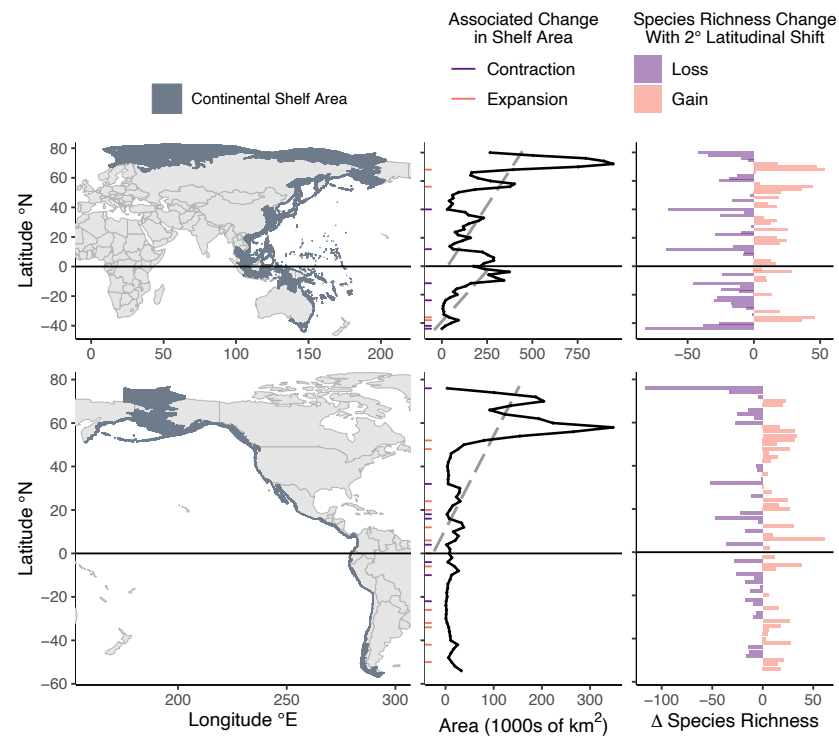 Associated Change
in Shelf Area
Contraction
Expansion
Species Richness Change
With 2° Latitudinal Shift
Loss
Gain
Continental Shelf Area
Latitude °N
80
60
40
20
0
−20
−40
0
50
100
150
200
0
250
500
750
−50
0
50
Latitude °N
80
60
40
20
0
−20
−40
−60
200
250
300
0
100
200
300
−100
−50
0
50
Longitude °E
Area (1000s of km²)
Δ Species Richness